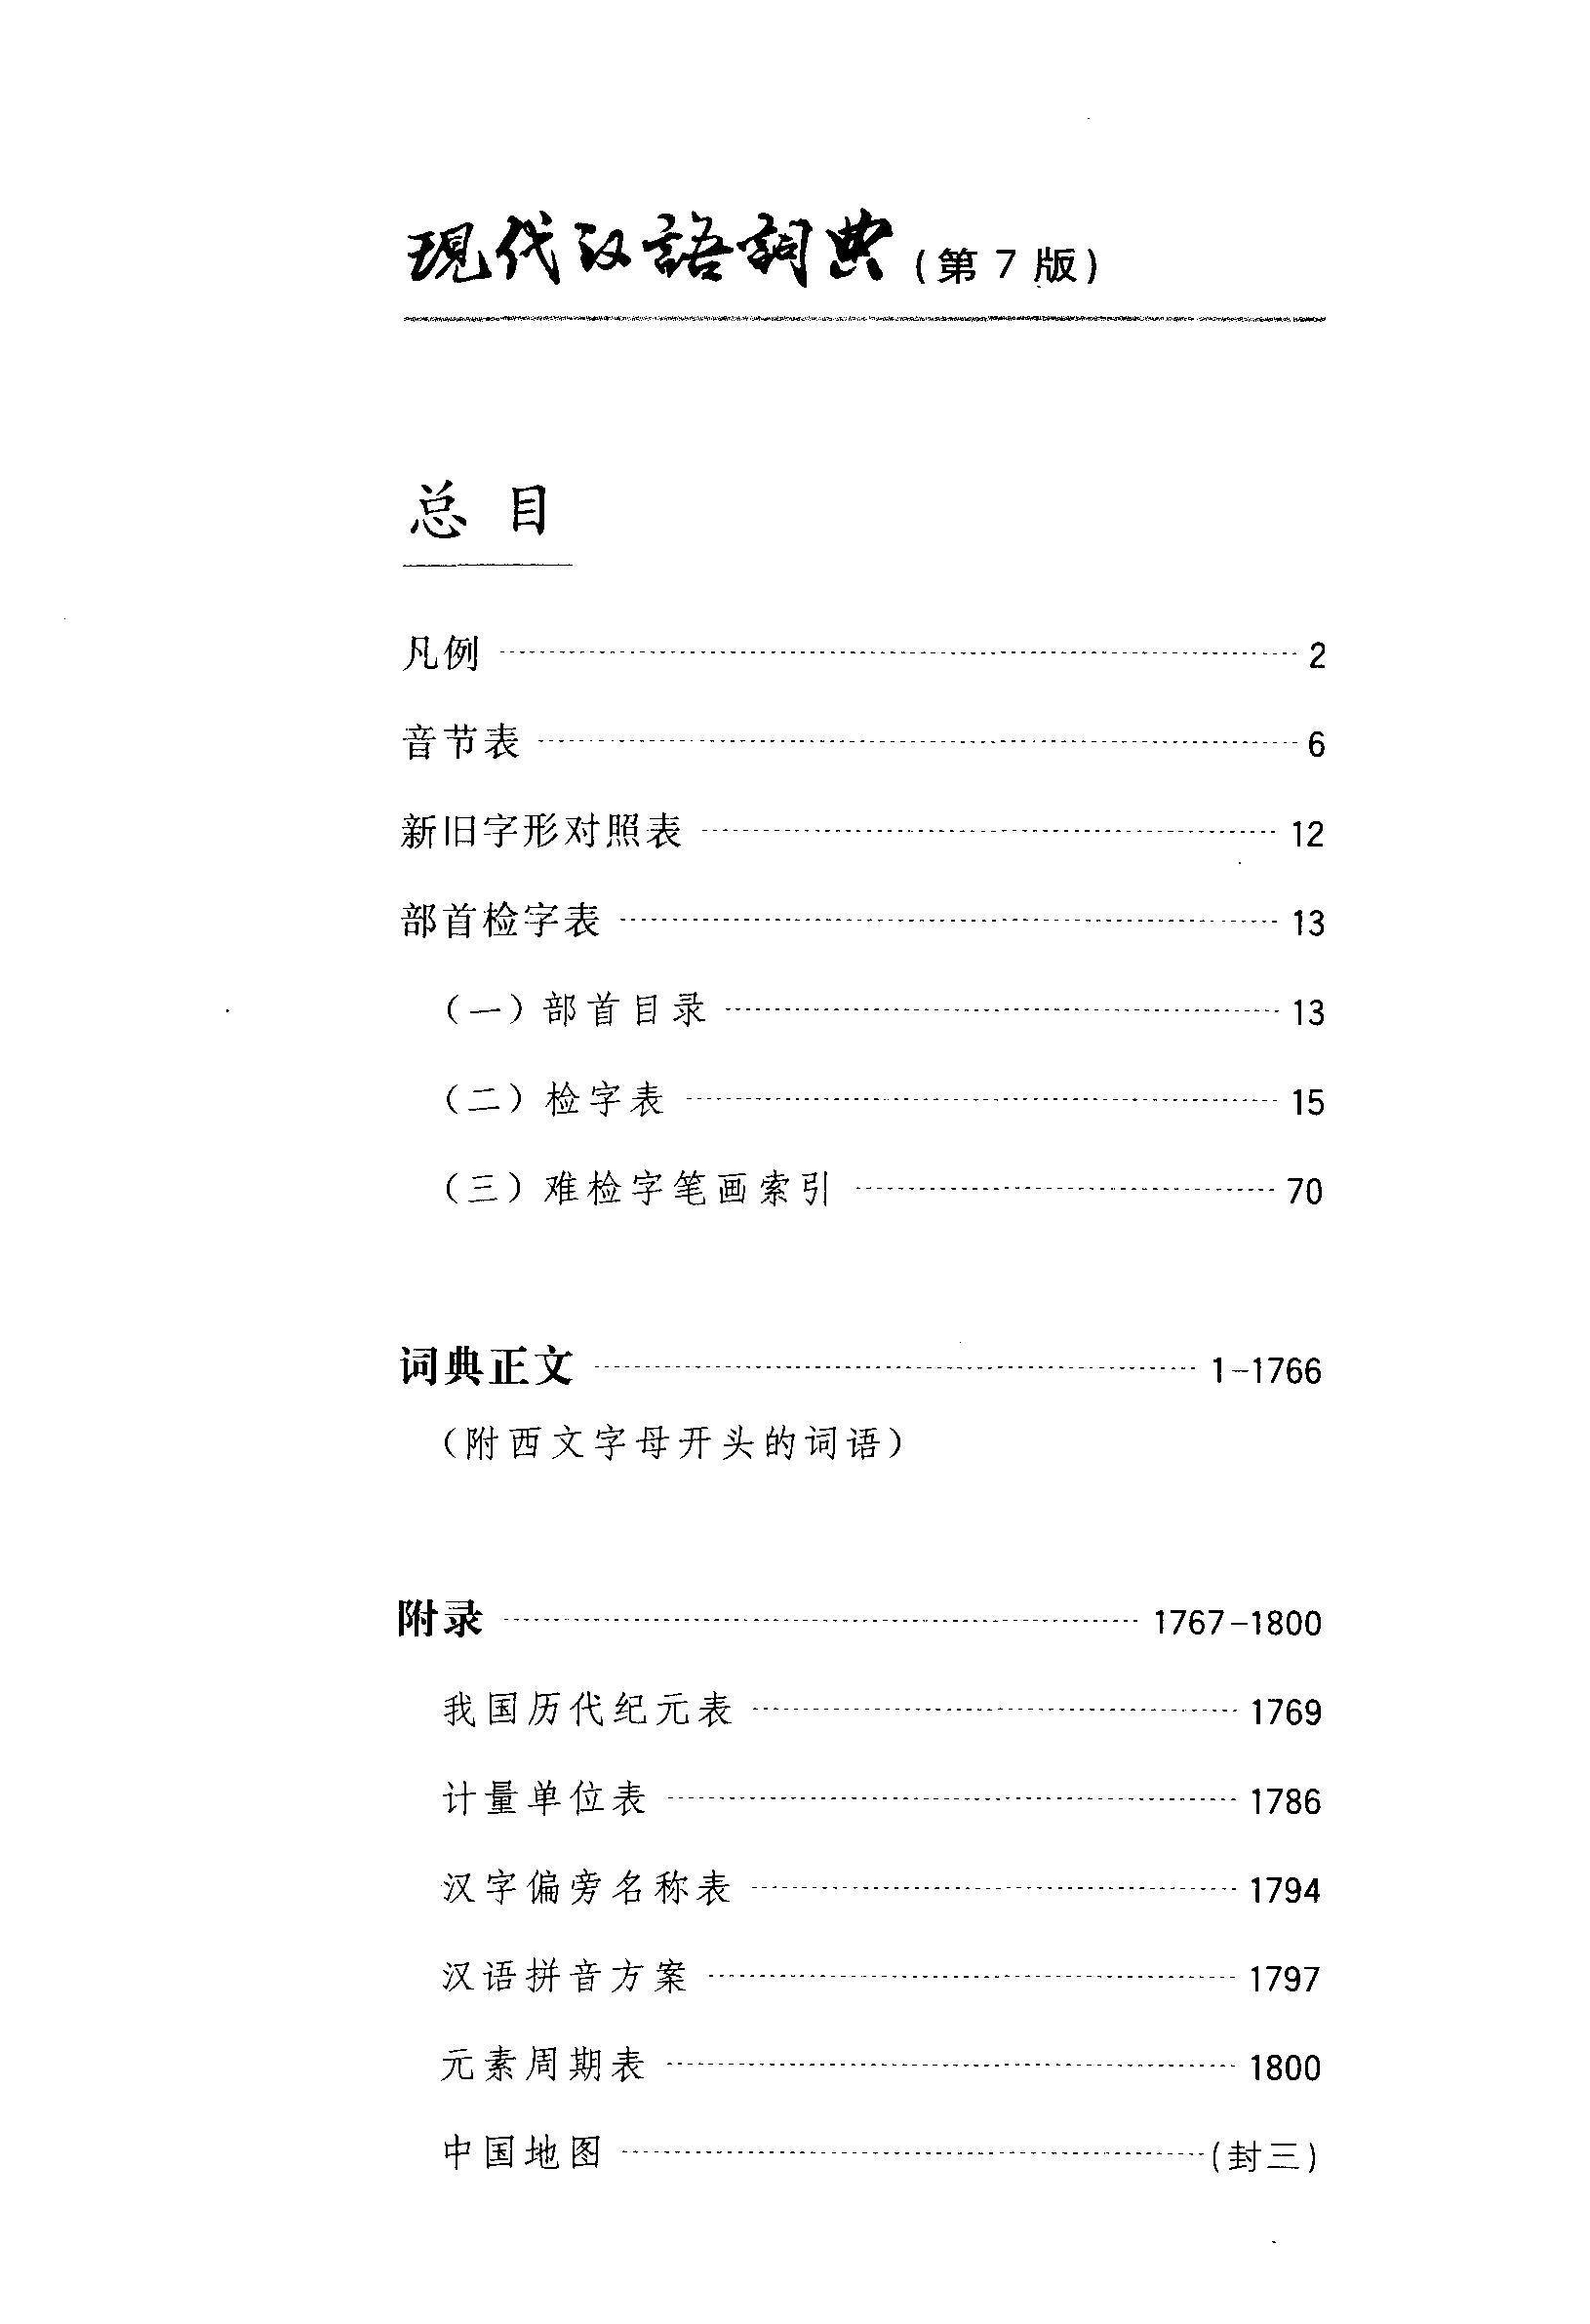 現代汉語詞典(第7版)
总目
凡例 2
音节表 6
新旧字形对照表 12
部首检字表 13
(一)部首目录 13
(二)检字表 15
(三)难检字笔画索引 70
词典正文 1-1766
(附西文字母开头的词语)
附录 1767-1800
我国历代纪元表 1769
计量单位表 1786
汉字偏旁名称表 1794
汉语拼音方案 1797
元素周期表 1800
中国地图 (封三)